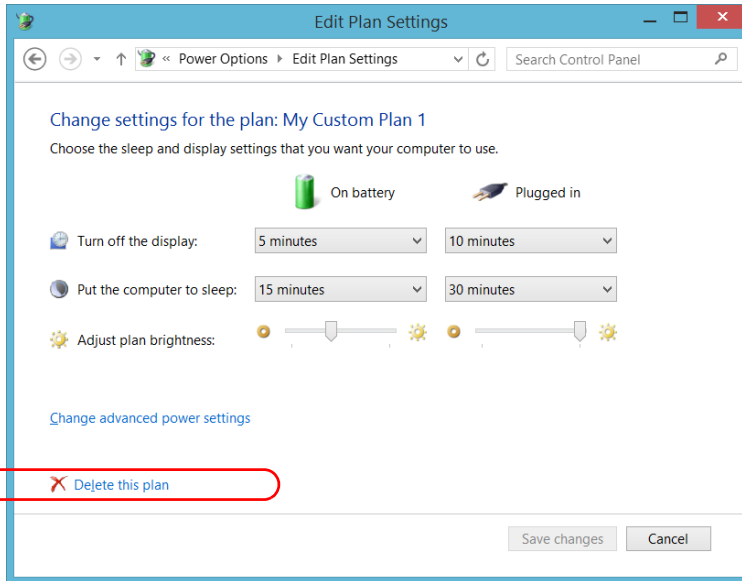 Edit Plan Settings
« Power Options Edit Plan Settings Search Control Panel
Change settings for the plan: My Custom Plan 1
Choose the sleep and display settings that you want your computer to use.
On battery Plugged in
Turn off the display: 5 minutes 10 minutes
Put the computer to sleep: 15 minutes 30 minutes
Adjust plan brightness:
Change advanced power settings
Delete this plan
Save changes Cancel